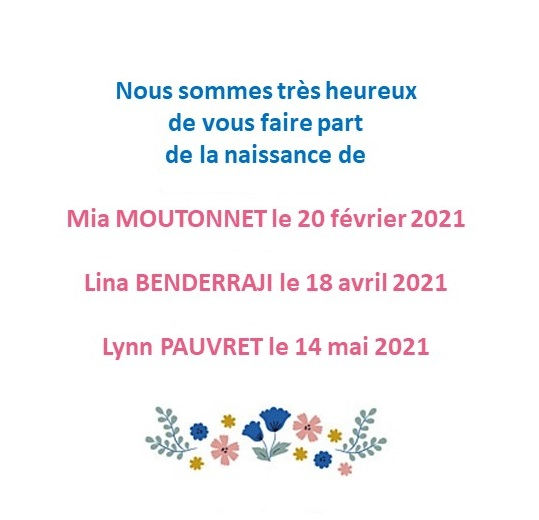 Nous sommes très heureux
de vous faire part
de la naissance de
Mia MOUTONNET le 20 février 2021
Lina BENDERRAJI le 18 avril 2021
Lynn PAUVRET le 14 mai 2021